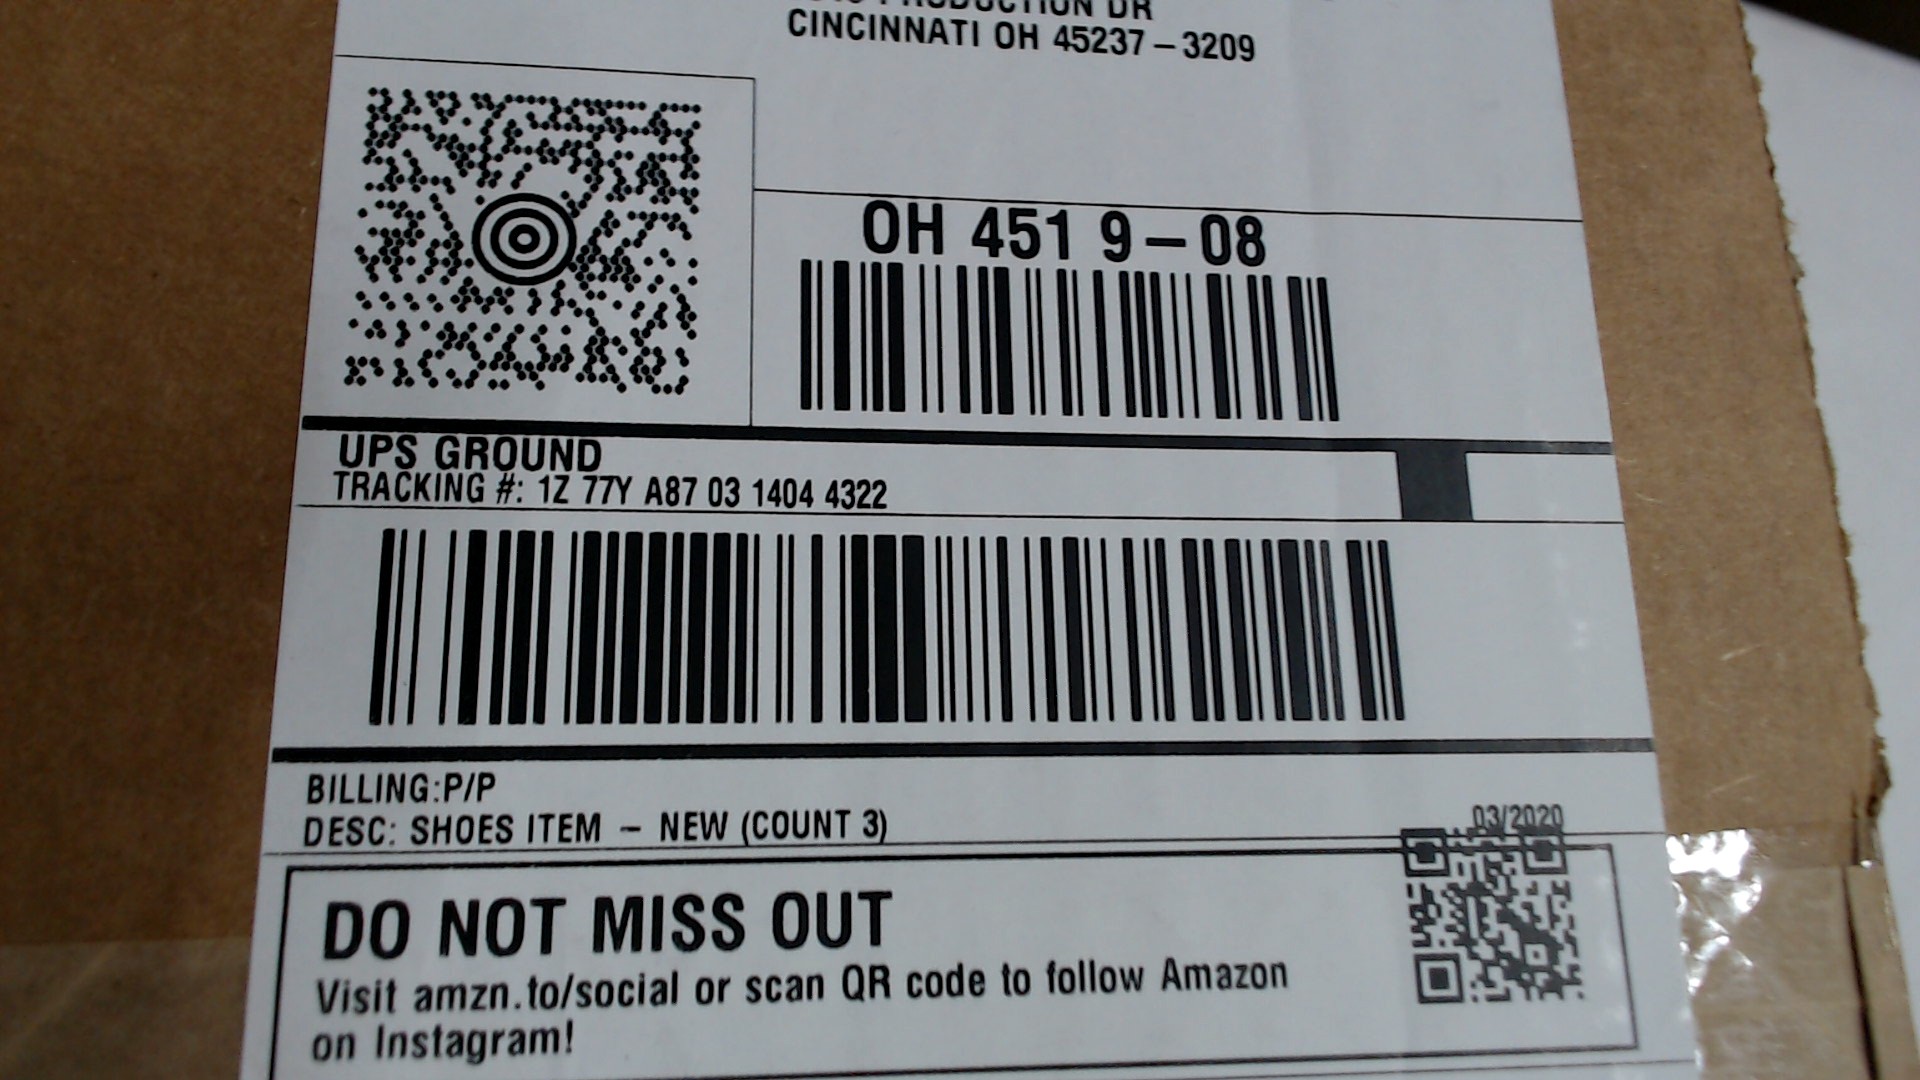 PRODUCTION DR
CINCINNATI OH 45237-3209
OH 451 9-08
UPS GROUND
TRACKING #: 1Z 77Y A87 03 1404 4322
BILLING:P/P
DESC: SHOES ITEM - NEW (COUNT 3)
03/2020
DO NOT MISS OUT
Visit amzn.to/social or scan QR code to follow Amazon
on Instagram!